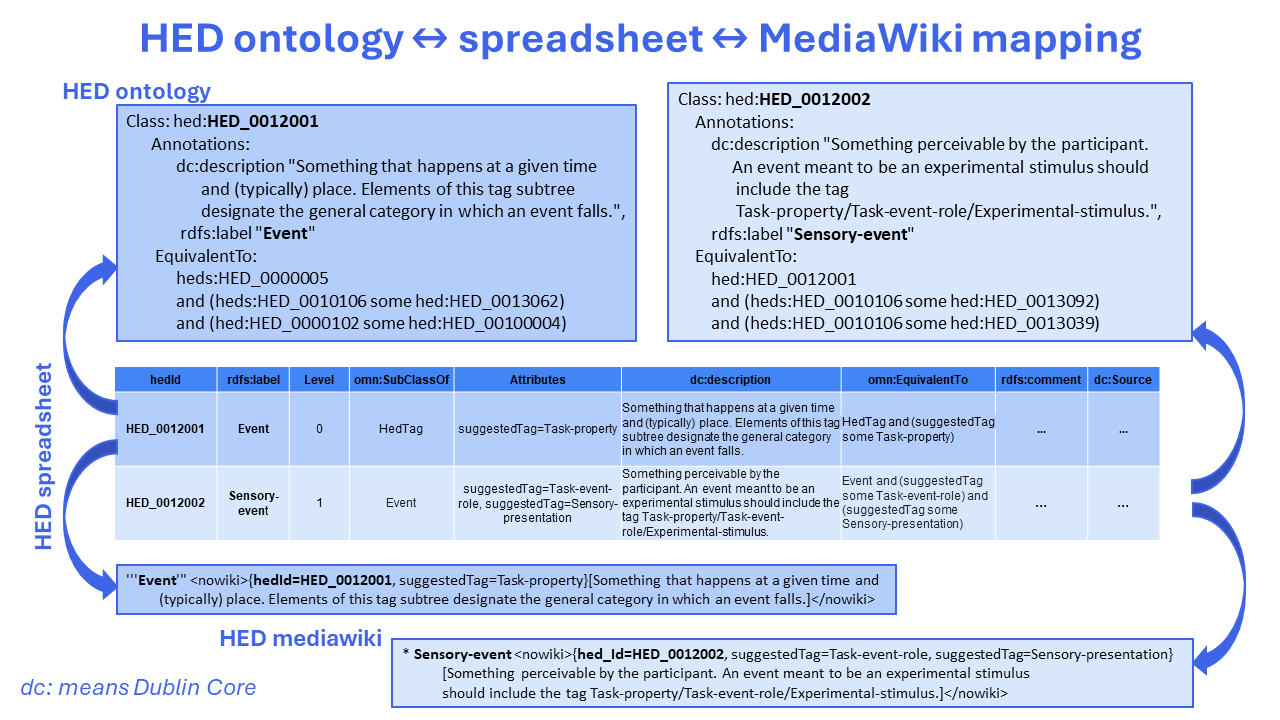 HED ontology ↔ spreadsheet ↔ MediaWiki mapping
HED ontology
Class: hed:HED_0012001
Annotations:
dc:description "Something that happens at a given time
and (typically) place. Elements of this tag subtree
designate the general category in which an event falls.",
rdfs:label "Event"
EquivalentTo:
heds:HED_0000005
and (heds:HED_0010106 some hed:HED_0013062)
and (hed:HED_0000102 some hed:HED_00100004)
Class: hed:HED_0012002
Annotations:
dc:description "Something perceivable by the participant.
An event meant to be an experimental stimulus should
include the tag
Task-property/Task-event-role/Experimental-stimulus.",
rdfs:label "Sensory-event"
EquivalentTo:
hed:HED_0012001
and (heds:HED_0010106 some hed:HED_0013092)
and (heds:HED_0010106 some hed:HED_0013039)
HED spreadsheet
hedId rdfs:label Level omn:SubClassOf Attributes dc:description omn:EquivalentTo rdfs:comment dc:Source
HED_0012001
Event
0
HedTag
suggestedTag=Task-property
Something that happens at a given time
and (typically) place. Elements of this tag
subtree designate the general category
in which an event falls.
HedTag and (suggestedTag
some Task-property)
...
...
HED_0012002
Sensory-
event
1
Event
suggestedTag=Task-event-
role, suggestedTag=Sensory-
presentation
Something perceivable by the
participant. An event meant to be an
experimental stimulus should include the
tag Task-property/Task-event-
role/Experimental-stimulus.
Event and (suggestedTag
some Task-event-role) and
(suggestedTag some
Sensory-presentation)
...
...
'''Event'" <nowiki>{hedId=HED_0012001, suggestedTag=Task-property}[Something that happens at a given time and
(typically) place. Elements of this tag subtree designate the general category in which an event falls.]</nowiki>
HED mediawiki
* Sensory-event <nowiki>{hed_Id=HED_0012002, suggestedTag=Task-event-role, suggestedTag=Sensory-presentation}
[Something perceivable by the participant. An event meant to be an experimental stimulus
should include the tag Task-property/Task-event-role/Experimental-stimulus.]</nowiki>
dc: means Dublin Core